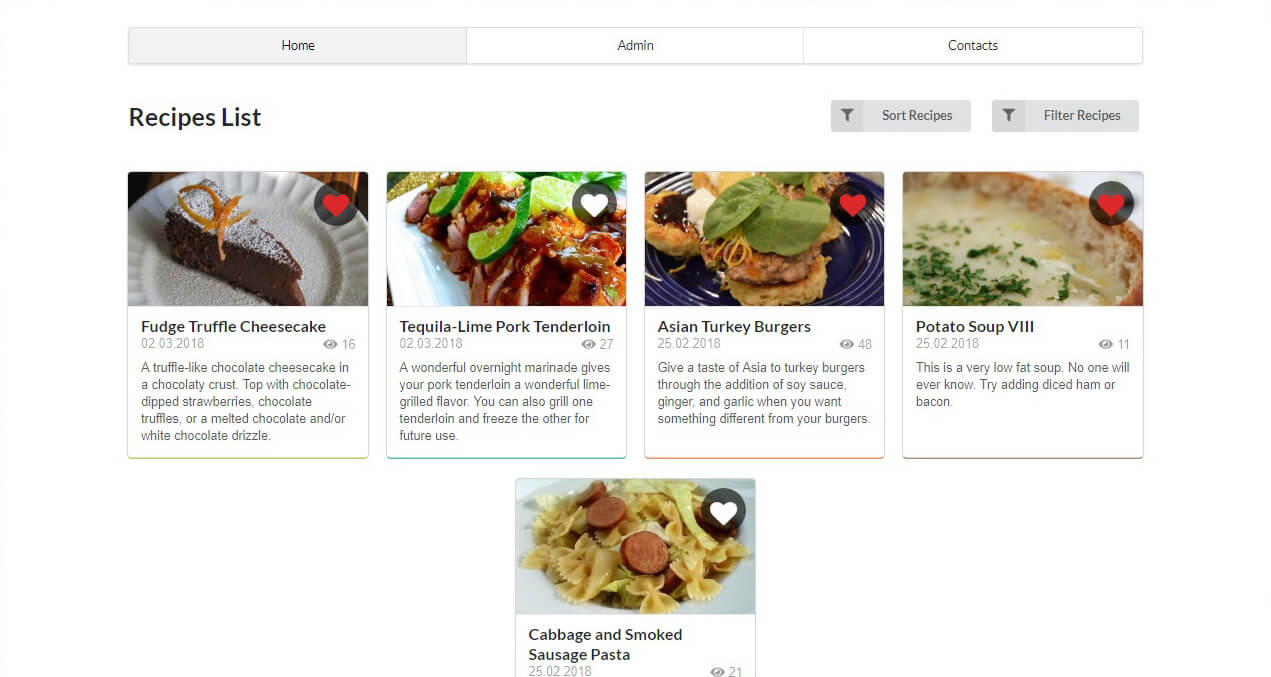 Home Admin Contacts
Recipes List
Sort Recipes Filter Recipes
Fudge Truffle Cheesecake
02.03.2018 16
A truffle-like chocolate cheesecake in
a chocolaty crust. Top with chocolate-
dipped strawberries, chocolate
truffles, or a melted chocolate and/or
white chocolate drizzle.
Tequila-Lime Pork Tenderloin
02.03.2018 27
A wonderful overnight marinade gives
your pork tenderloin a wonderful lime-
grilled flavor. You can also grill one
tenderloin and freeze the other for
future use.
Asian Turkey Burgers
25.02.2018 48
Give a taste of Asia to turkey burgers
through the addition of soy sauce,
ginger, and garlic when you want
something different from your burgers.
Potato Soup VIII
25.02.2018 11
This is a very low fat soup. No one will
ever know. Try adding diced ham or
bacon.
Cabbage and Smoked
Sausage Pasta
25.02.2018 21